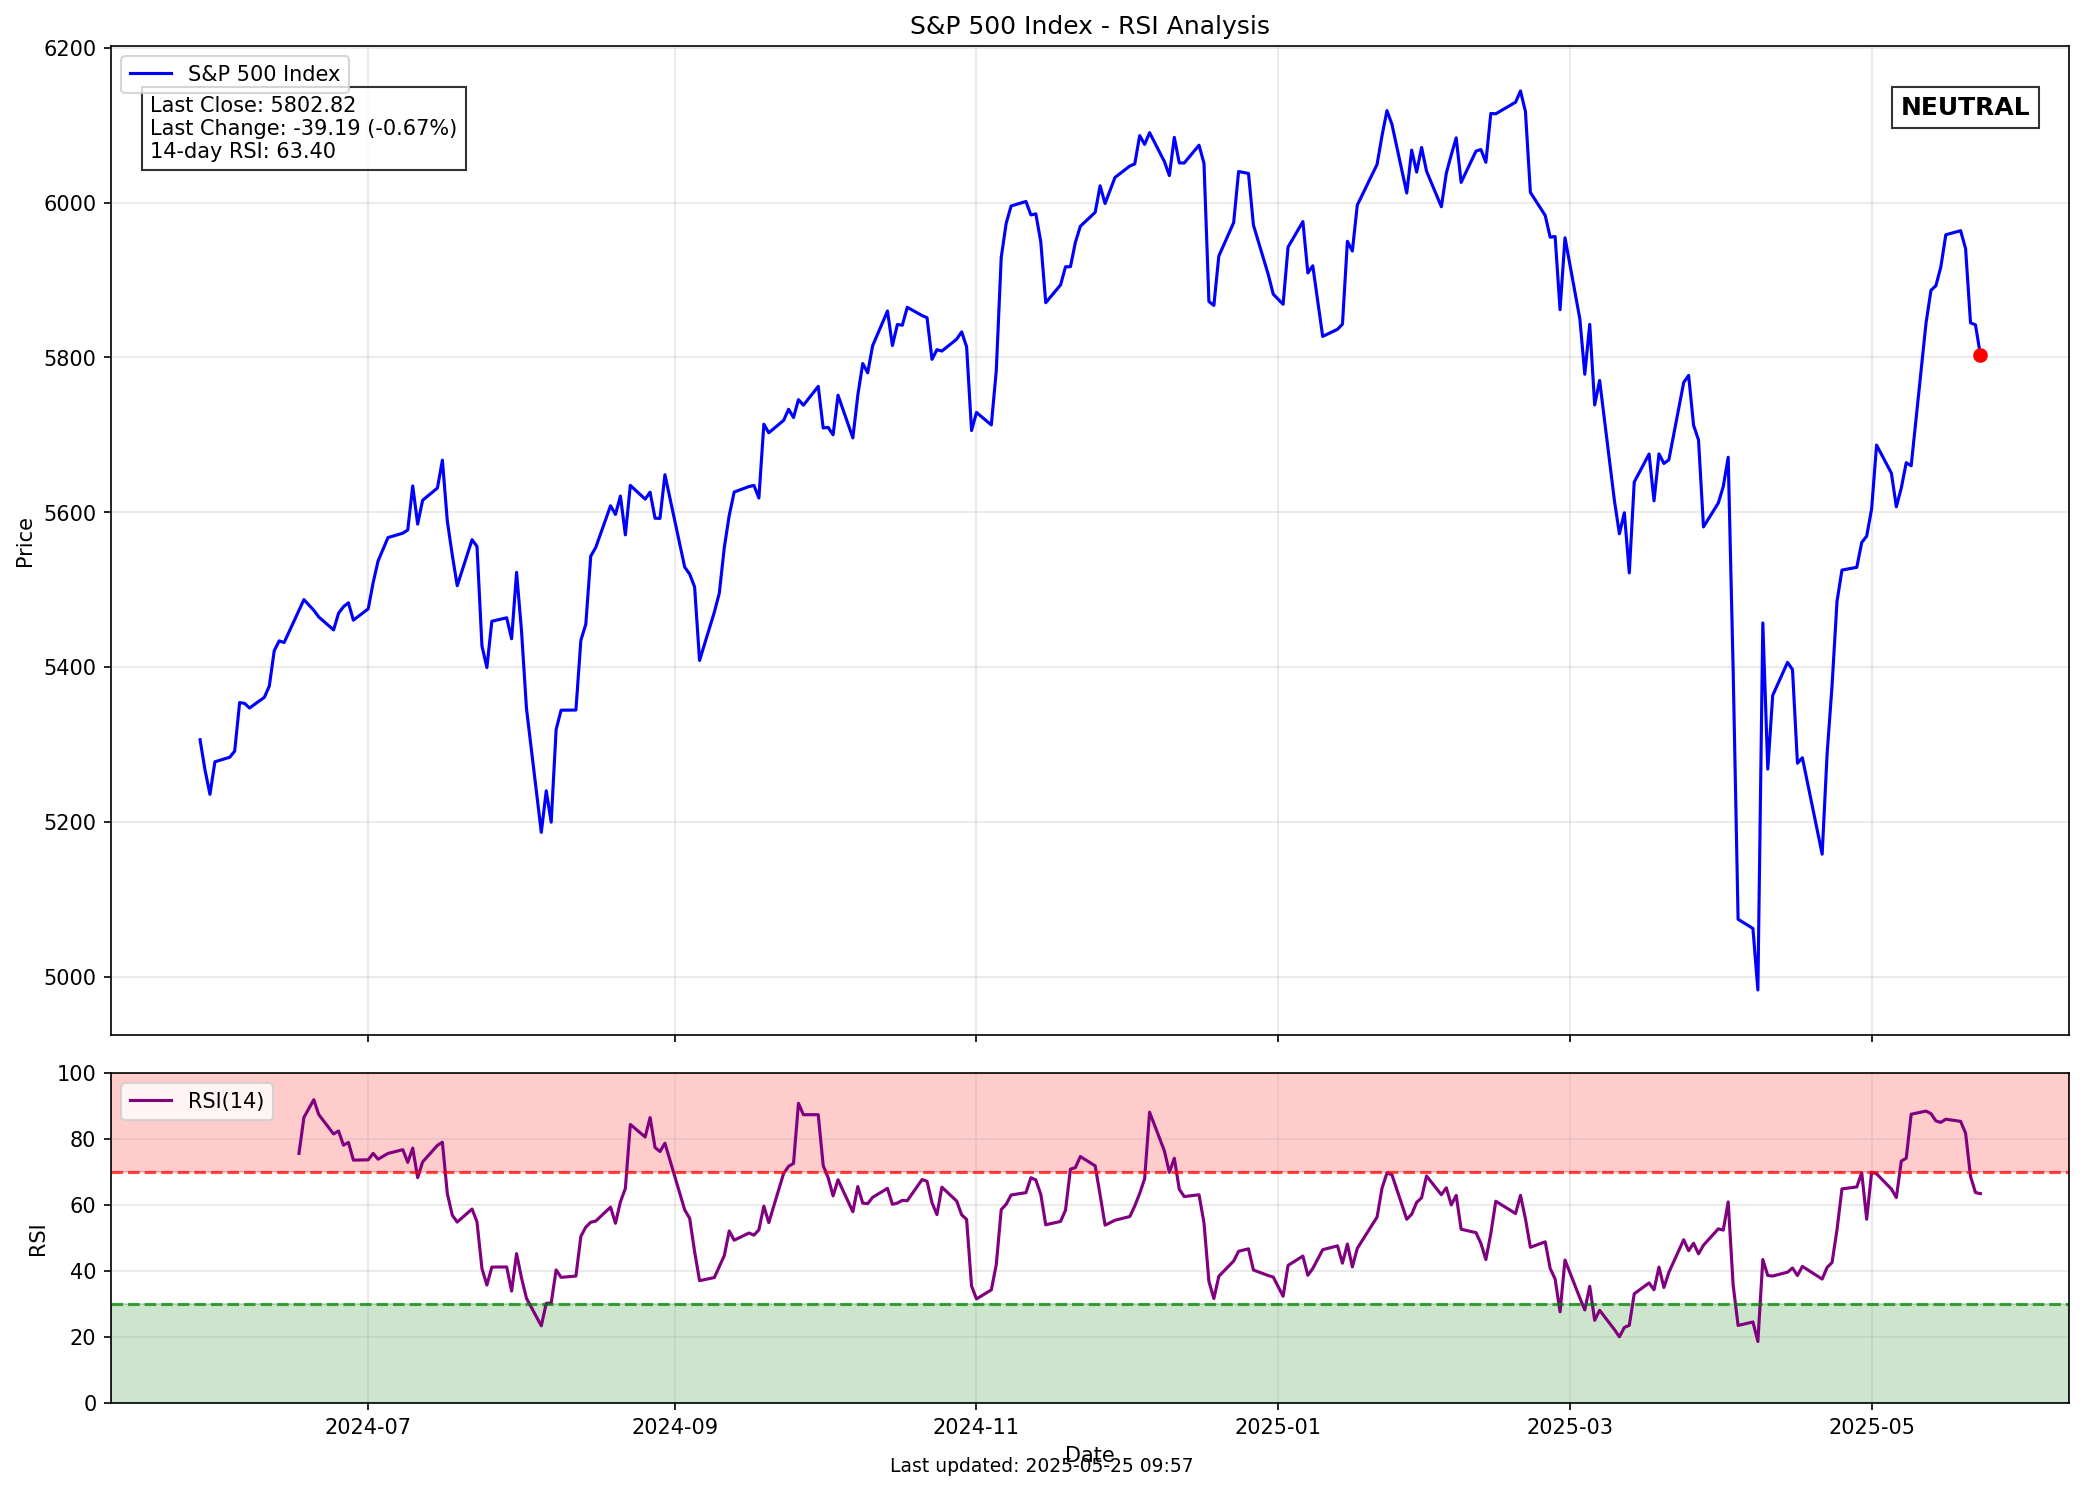 S&P 500 Index - RSI Analysis
6200
S&P 500 Index
Last Close: 5802.82
Last Change: -39.19 (-0.67%)
14-day RSI: 63.40
NEUTRAL
6000
5800
5600
5400
5200
5000
Price
100
RSI(14)
80
60
40
20
0
RSI
2024-07
2024-09
2024-11
2025-01
2025-03
2025-05
Date
Last updated: 2025-05-25 09:57